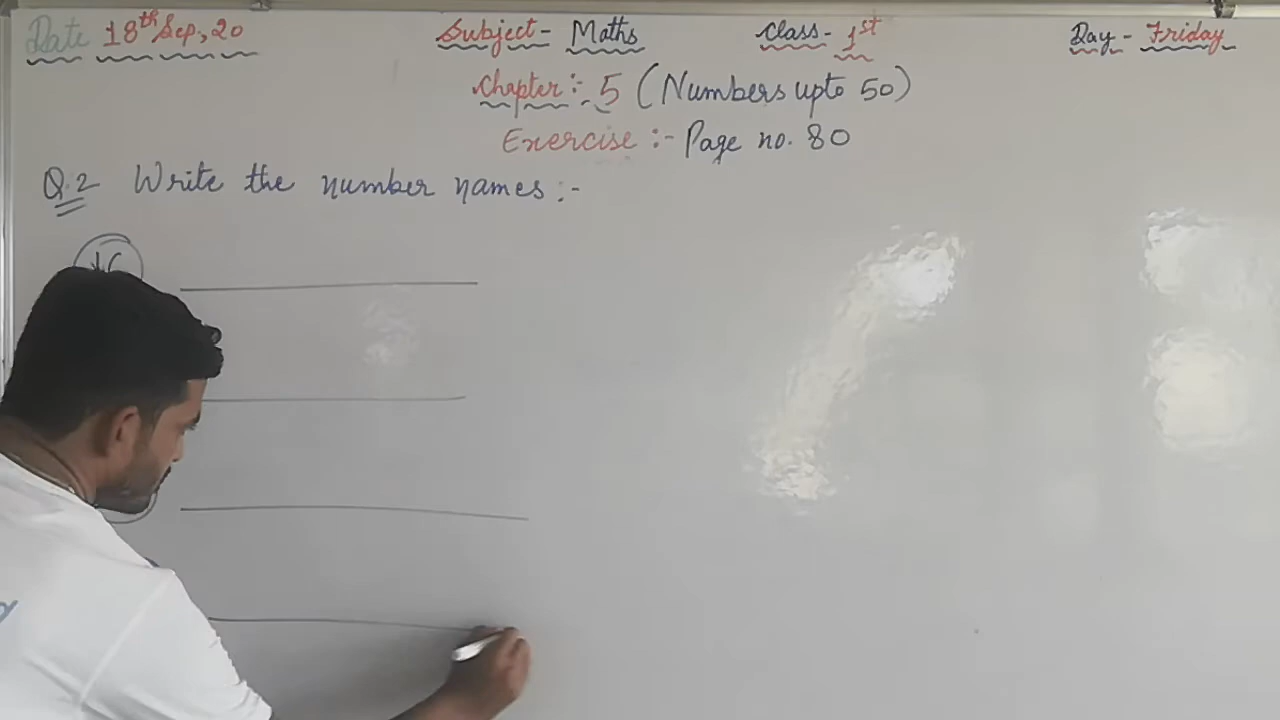 Date 18th Sep, 20 Subject - Maths Class - 1st Day - Friday
Chapter :- 5 (Numbers upto 50)
Exercise :- Page no. 80
Q.2 Write the number names :-